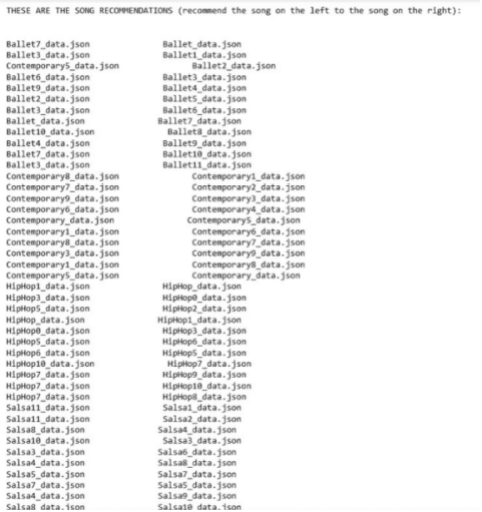 THESE ARE THE SONG RECOMMENDATIONS (recommend the song on the left to the song on the right):
Ballet7_data.json Ballet_data.json
Ballet3_data.json Ballet1_data.json
Contemporary5_data.json Ballet2_data.json
Ballet6_data.json Ballet3_data.json
Ballet9_data.json Ballet4_data.json
Ballet2_data.json Ballet5_data.json
Ballet3_data.json Ballet6_data.json
Ballet_data.json Ballet7_data.json
Ballet10_data.json Ballet8_data.json
Ballet4_data.json Ballet9_data.json
Ballet7_data.json Ballet10_data.json
Ballet3_data.json Ballet11_data.json
Contemporary8_data.json Contemporary1_data.json
Contemporary7_data.json Contemporary2_data.json
Contemporary9_data.json Contemporary3_data.json
Contemporary6_data.json Contemporary4_data.json
Contemporary_data.json Contemporary5_data.json
Contemporary1_data.json Contemporary6_data.json
Contemporary8_data.json Contemporary7_data.json
Contemporary3_data.json Contemporary9_data.json
Contemporary1_data.json Contemporary8_data.json
Contemporary5_data.json Contemporary_data.json
HipHop1_data.json HipHop_data.json
HipHop3_data.json HipHop0_data.json
HipHop5_data.json HipHop2_data.json
HipHop_data.json HipHop1_data.json
HipHop0_data.json HipHop3_data.json
HipHop5_data.json HipHop6_data.json
HipHop6_data.json HipHop5_data.json
HipHop10_data.json HipHop7_data.json
HipHop7_data.json HipHop9_data.json
HipHop7_data.json HipHop10_data.json
HipHop7_data.json HipHop8_data.json
Salsa11_data.json Salsa1_data.json
Salsa11_data.json Salsa2_data.json
Salsa8_data.json Salsa4_data.json
Salsa10_data.json Salsa3_data.json
Salsa3_data.json Salsa6_data.json
Salsa4_data.json Salsa8_data.json
Salsa5_data.json Salsa7_data.json
Salsa7_data.json Salsa5_data.json
Salsa4_data.json Salsa9_data.json
Salsa8_data.json Salsa10_data.json